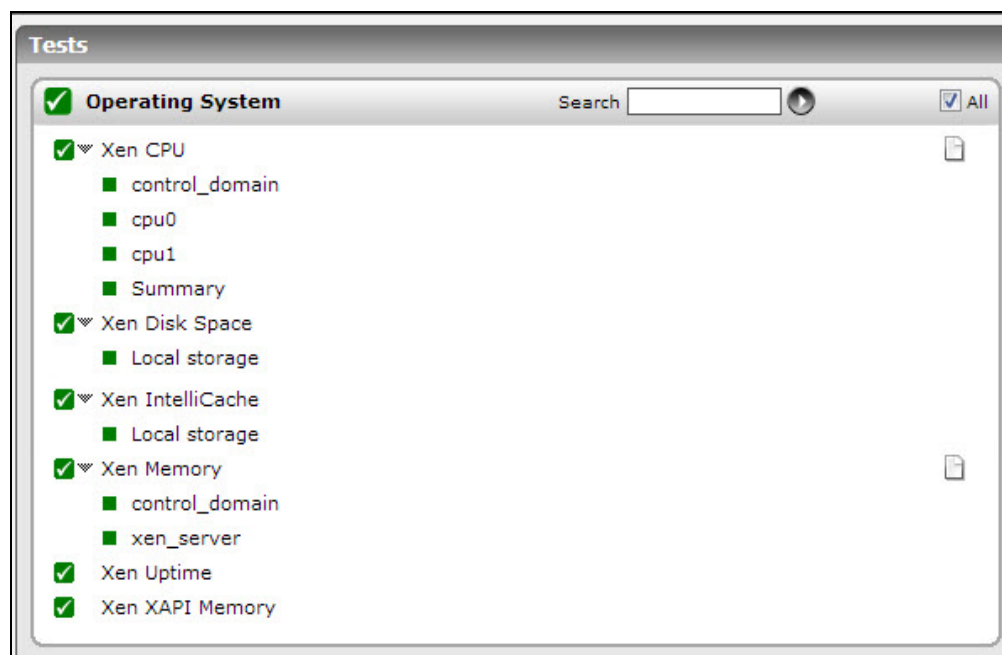 Tests
Operating System Search All
Xen CPU
control_domain
cpu0
cpu1
Summary
Xen Disk Space
Local storage
Xen IntelliCache
Local storage
Xen Memory
control_domain
xen_server
Xen Uptime
Xen XAPI Memory